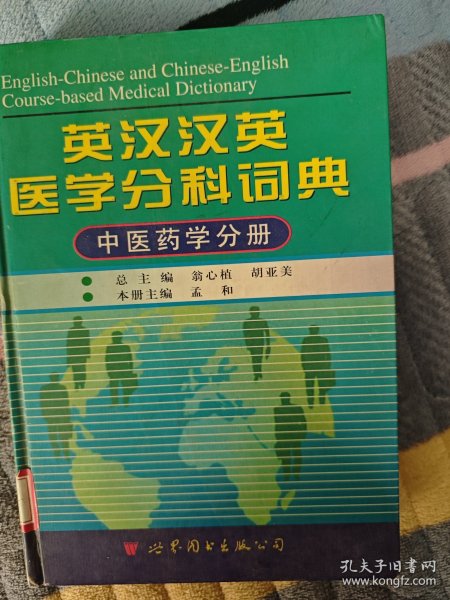 English-Chinese and Chinese-English
Course-based Medical Dictionary
英汉汉英
医学分科词典
中医药学分册
总主编 翁心植 胡亚美
本册主编 孟和
世界图书出版公司
孔夫子旧书网
www.kongfz.com